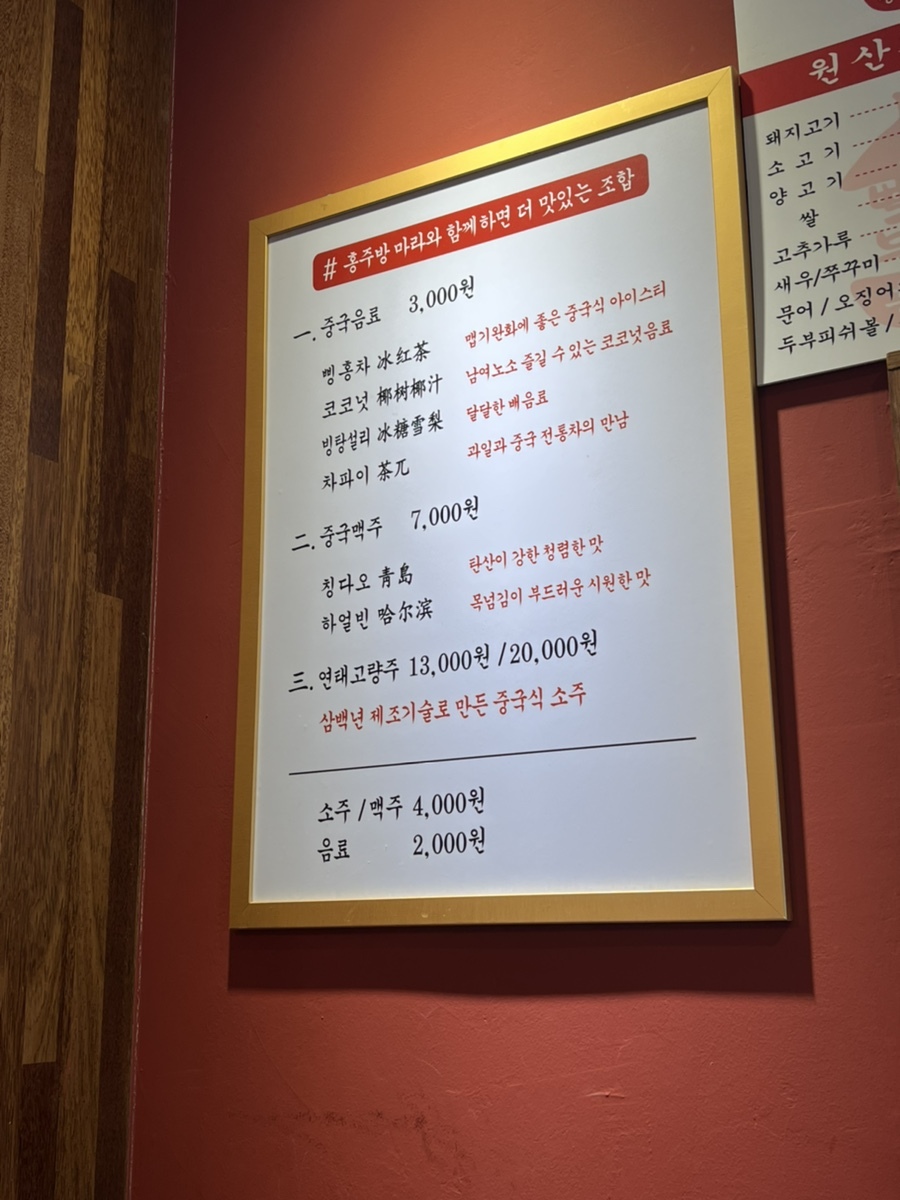 # 홍주방 마라와 함께하면 더 맛있는 조합
一. 중국음료 3,000원
삥홍차 冰红茶 맵기완화에 좋은 중국식 아이스티
코코넛 椰树椰汁 남여노소 즐길 수 있는 코코넛음료
빙탕설리 冰糖雪梨 달달한 배음료
차파이 茶兀 과일과 중국 전통차의 만남
二. 중국맥주 7,000원
칭다오 青島 탄산이 강한 청렴한 맛
하얼빈 哈尔滨 목넘김이 부드러운 시원한 맛
三. 연태고량주 13,000원 / 20,000원
삼백년 제조기술로 만든 중국식 소주
소주 / 맥주 4,000원
음료 2,000원
원산
돼지고기
소고기
양고기
쌀
고추가루
새우/쭈꾸미
문어 / 오징어
두부피쉬볼 /